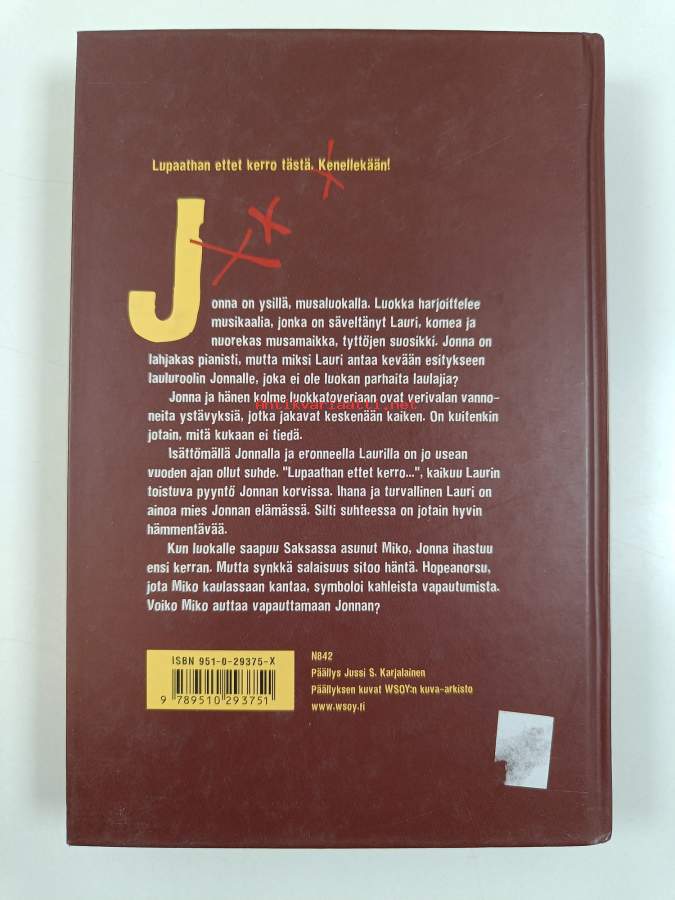 Lupaathan ettet kerro tästä. Kenellekään!
Jonna on ysillä, musaluokalla. Luokka harjoittelee
musikaalia, jonka on säveltänyt Lauri, komea ja
nuorekas musamaikka, tyttöjen suosikki. Jonna on
lahjakas pianisti, mutta miksi Lauri antaa kevään esitykseen
lauluroolin Jonnalle, joka ei ole luokan parhaita laulajia?
Jonna ja hänen kolme luokkatoveriaan ovat verivalan vanno-
Antikvariaatti.net
neita ystävyksiä, jotka jakavat keskenään kaiken. On kuitenkin
jotain, mitä kukaan ei tiedä.
Isättömällä Jonnalla ja eronneella Laurilla on jo usean
vuoden ajan ollut suhde. "Lupaathan ettet kerro...", kaikuu Laurin
toistuva pyyntö Jonnan korvissa. Ihana ja turvallinen Lauri on
ainoa mies Jonnan elämässä. Silti suhteessa on jotain hyvin
hämmentävää.
Kun luokalle saapuu Saksassa asunut Miko, Jonna ihastuu
ensi kerran. Mutta synkkä salaisuus sitoo häntä. Hopeanorsu,
jota Miko kaulassaan kantaa, symboloi kahleista vapautumista.
Voiko Miko auttaa vapauttamaan Jonnan?
ISBN 951-0-29375-X
9 789510 293751
N842
Päällys Jussi S. Karjalainen
Päällyksen kuvat WSOY:n kuva-arkisto
www.wsoy.fi